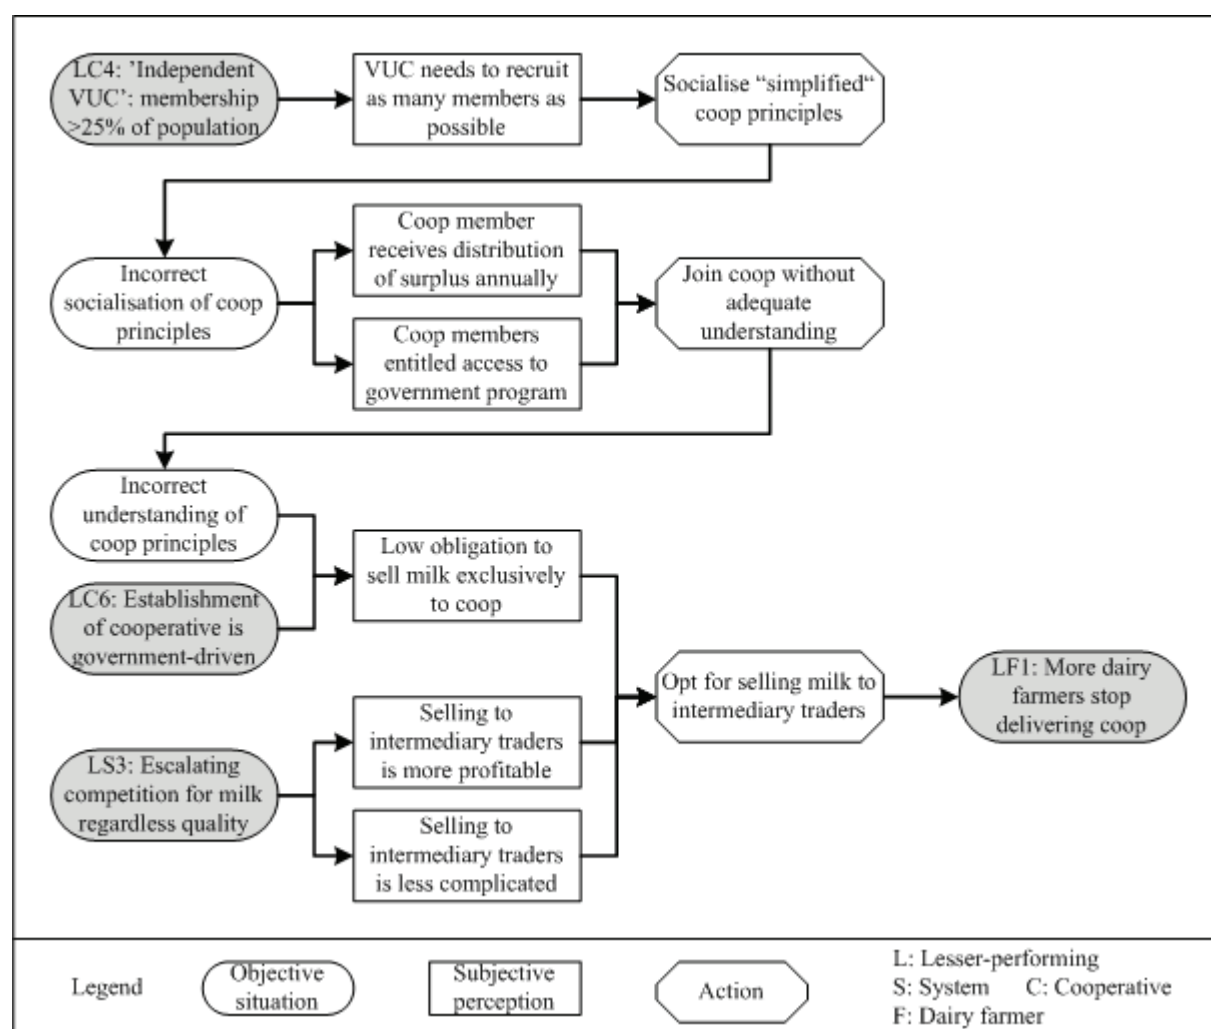 LC4: ’Independent
VUC’: membership
>25% of population
VUC needs to recruit
as many members as
possible
Socialise “simplified“
coop principles
Incorrect
socialisation of coop
principles
Coop member
receives distribution
of surplus annually
Coop members
entitled access to
government program
Join coop without
adequate
understanding
Incorrect
understanding of
coop principles
LC6: Establishment
of cooperative is
government-driven
Low obligation to
sell milk exclusively
to coop
LS3: Escalating
competition for milk
regardless quality
Selling to
intermediary traders
is more profitable
Selling to
intermediary traders
is less complicated
Opt for selling milk to
intermediary traders
LF1: More dairy
farmers stop
delivering coop
Legend
Objective
situation
Subjective
perception
Action
L: Lesser-performing
S: System C: Cooperative
F: Dairy farmer